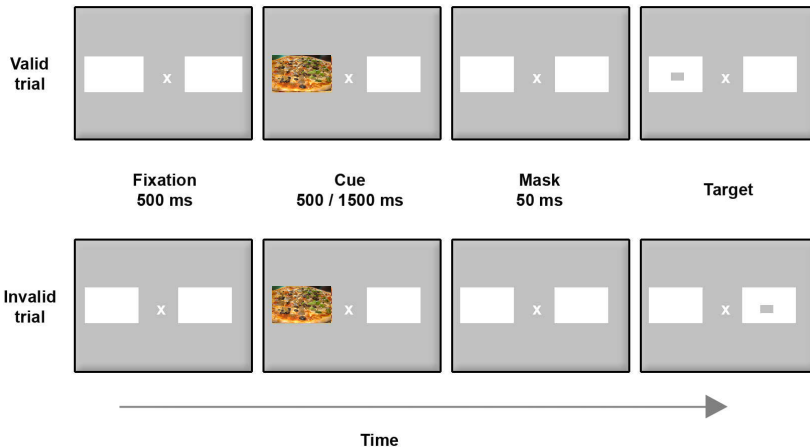 Valid
trial
x
x
x
x
Fixation
500 ms
Cue
500 / 1500 ms
Mask
50 ms
Target
Invalid
trial
x
x
x
x
Time